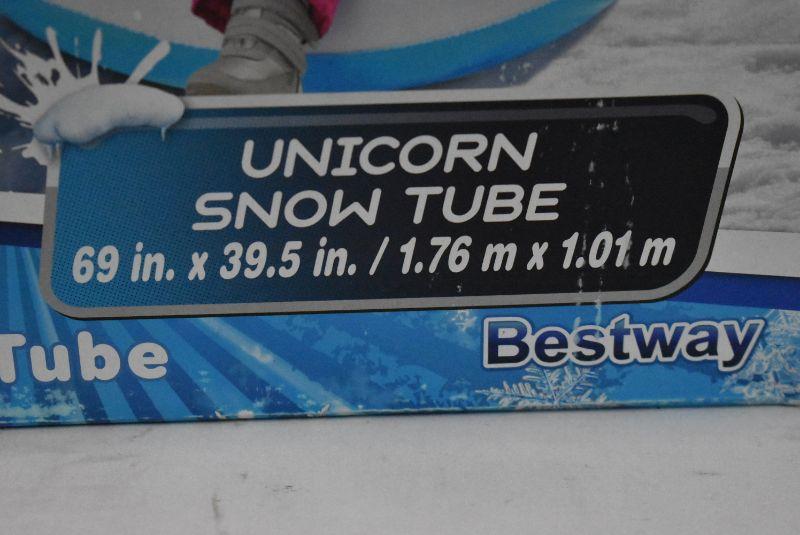 UNICORN
SNOW TUBE
69 in. x 39.5 in. / 1.76 m x 1.01 m
Tube
Bestway